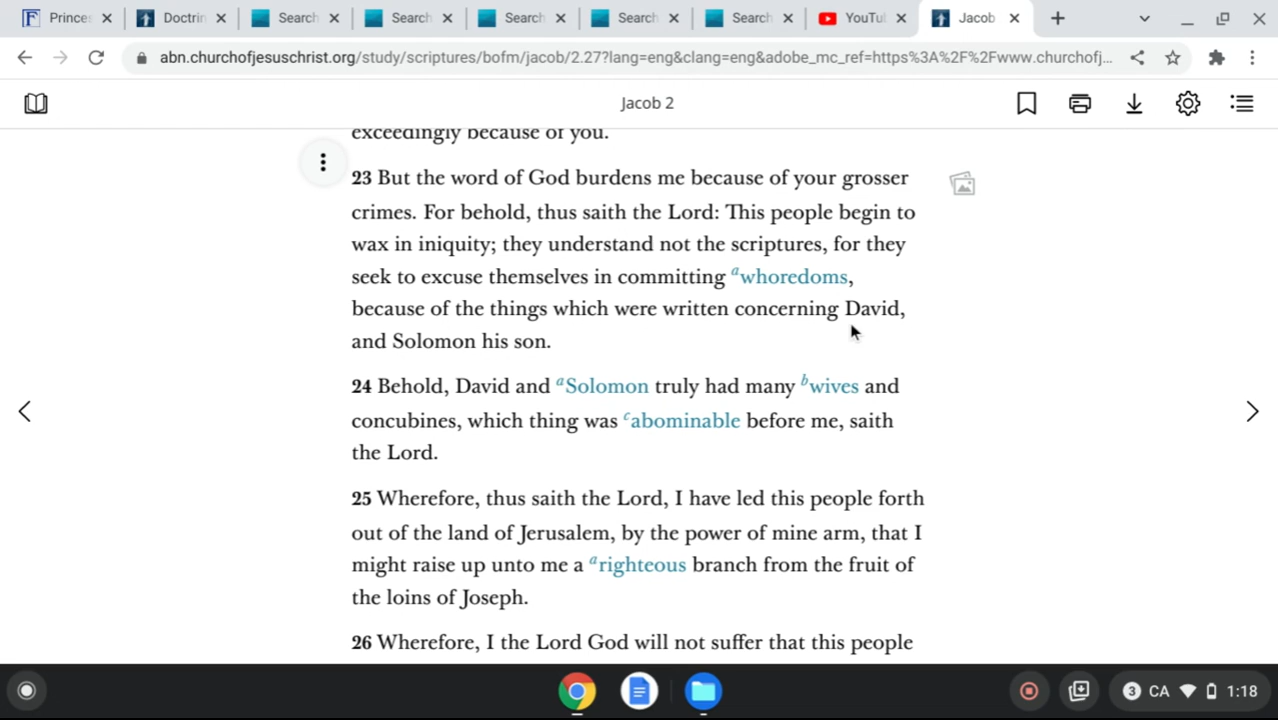 Prince
Doctrin
Search
Search
Search
Search
Search
YouTu
Jacob
abn.churchofjesuschrist.org/study/scriptures/bofm/jacob/2.27?lang=eng&clang=eng&adobe_mc_ref=https%3A%2F%2Fwww.churchofj...
Jacob 2
exceedingly because of you.
23 But the word of God burdens me because of your grosser
crimes. For behold, thus saith the Lord: This people begin to
wax in iniquity; they understand not the scriptures, for they
seek to excuse themselves in committing a whoredoms,
because of the things which were written concerning David,
and Solomon his son.
24 Behold, David and a Solomon truly had many b wives and
concubines, which thing was c abominable before me, saith
the Lord.
25 Wherefore, thus saith the Lord, I have led this people forth
out of the land of Jerusalem, by the power of mine arm, that I
might raise up unto me a a righteous branch from the fruit of
the loins of Joseph.
26 Wherefore, I the Lord God will not suffer that this people
3 CA 1:18